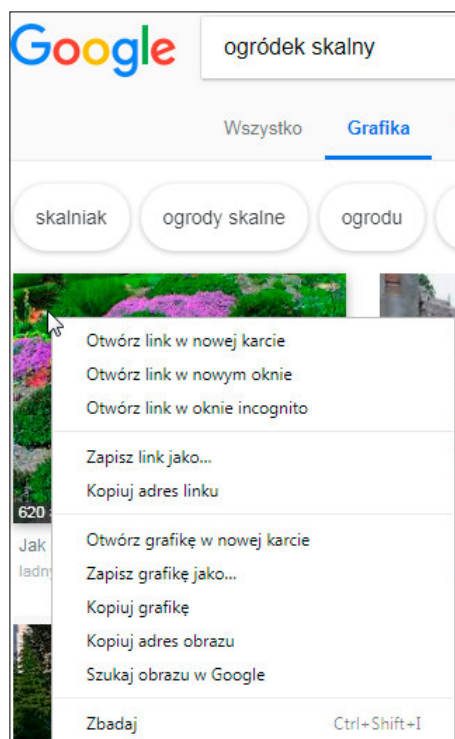 Google
ogródek skalny
Wszystko Grafika
skalniak ogrody skalne ogrodu
Otwórz link w nowej karcie
Otwórz link w nowym oknie
Otwórz link w oknie incognito
Zapisz link jako...
Kopiuj adres linku
620
Otwórz grafikę w nowej karcie
Jak
Zapisz grafikę jako...
Kopiuj grafikę
Kopiuj adres obrazu
Szukaj obrazu w Google
Zbadaj Ctrl+Shift+I